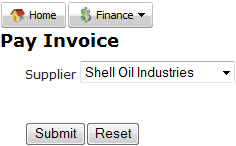 Home Finance
Pay Invoice
Supplier Shell Oil Industries
Submit Reset